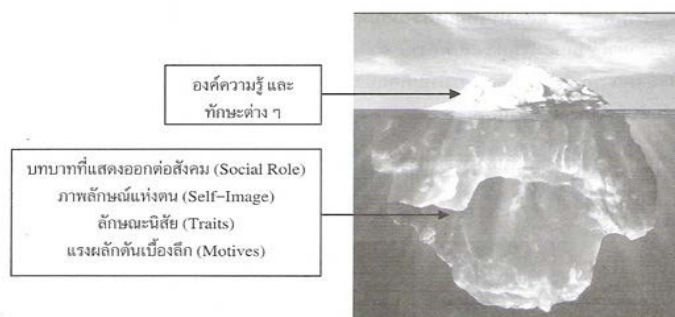 องค์ความรู้ และ
ทักษะต่าง ๆ
บทบาทที่แสดงออกต่อสังคม (Social Role)
ภาพลักษณ์แห่งตน (Self-Image)
ลักษณะนิสัย (Traits)
แรงผลักดันเบื้องลึก (Motives)